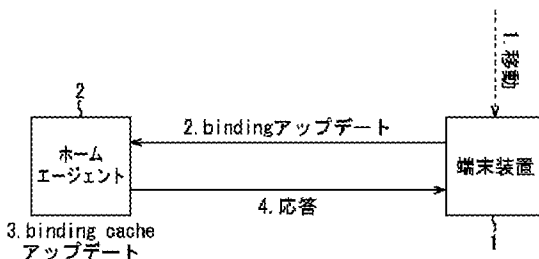 1.移動
2
2.bindingアップデート
ホーム
エージェント
端末装置
4.応答
3.binding cache
アップデート
1